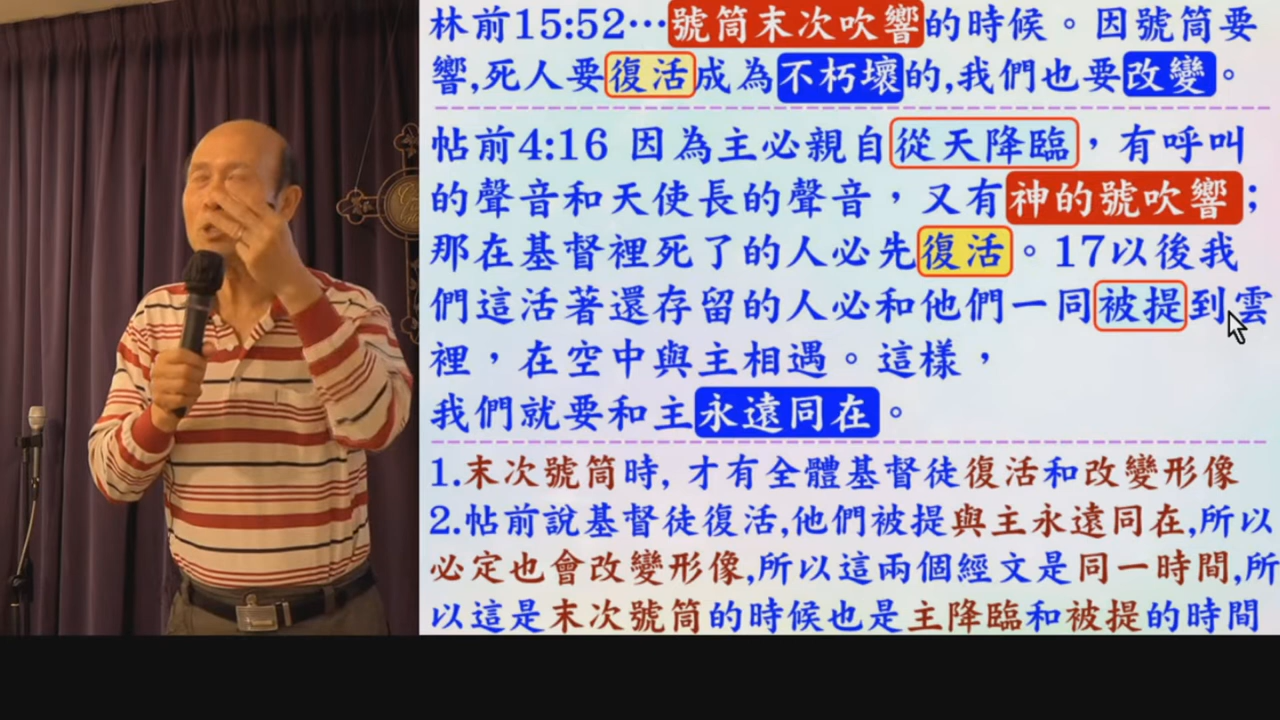 林前15:52…號筒末次吹響的時候。因號筒要
響,死人要復活成為不朽壞的,我們也要改變。
帖前4:16 因為主必親自從天降臨，有呼叫
的聲音和天使長的聲音，又有神的號吹響；
那在基督裡死了的人必先復活。17以後我
們這活著還存留的人必和他們一同被提到雲
裡，在空中與主相遇。這樣，
我們就要和主永遠同在。
1.末次號筒時, 才有全體基督徒復活和改變形像
2.帖前說基督徒復活,他們被提與主永遠同在,所以
必定也會改變形像,所以這兩個經文是同一時間,所
以這是末次號筒的時候也是主降臨和被提的時間